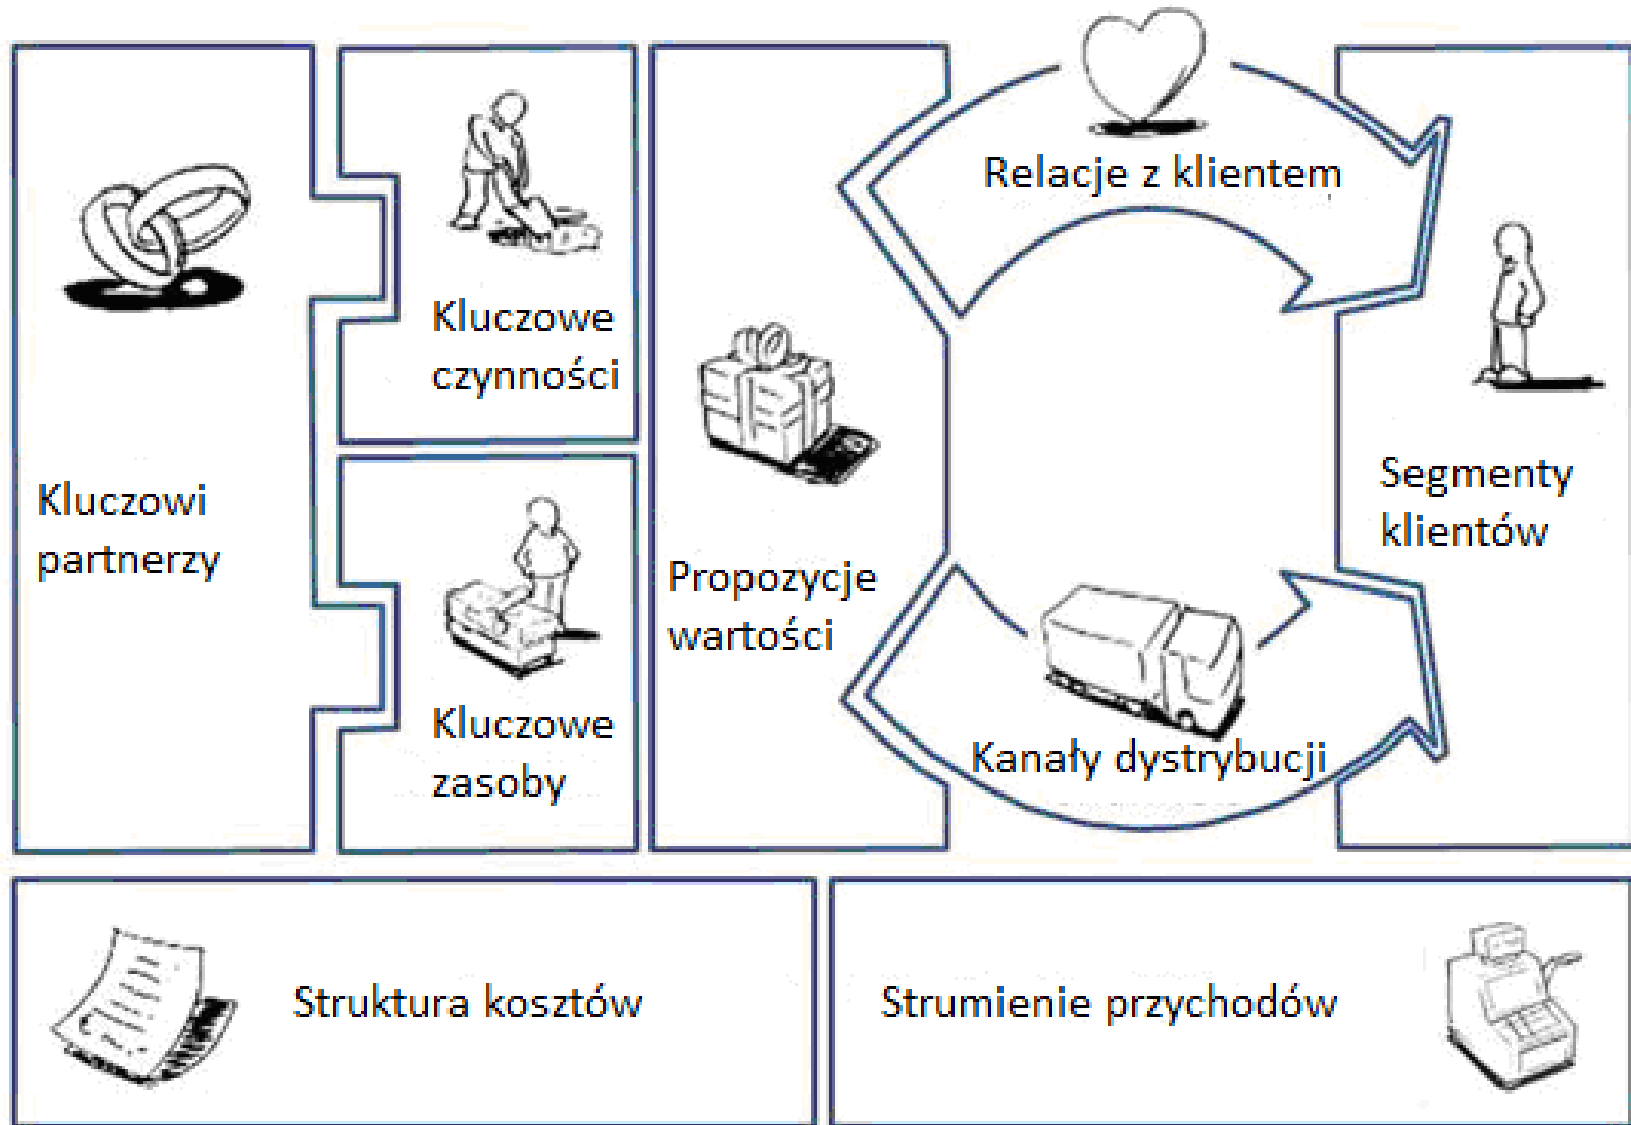 Kluczowi
partnerzy
Kluczowe
czynności
Kluczowe
zasoby
Propozycje
wartości
Relacje z klientem
Kanały dystrybucji
Segmenty
klientów
Struktura kosztów
Strumienie przychodów